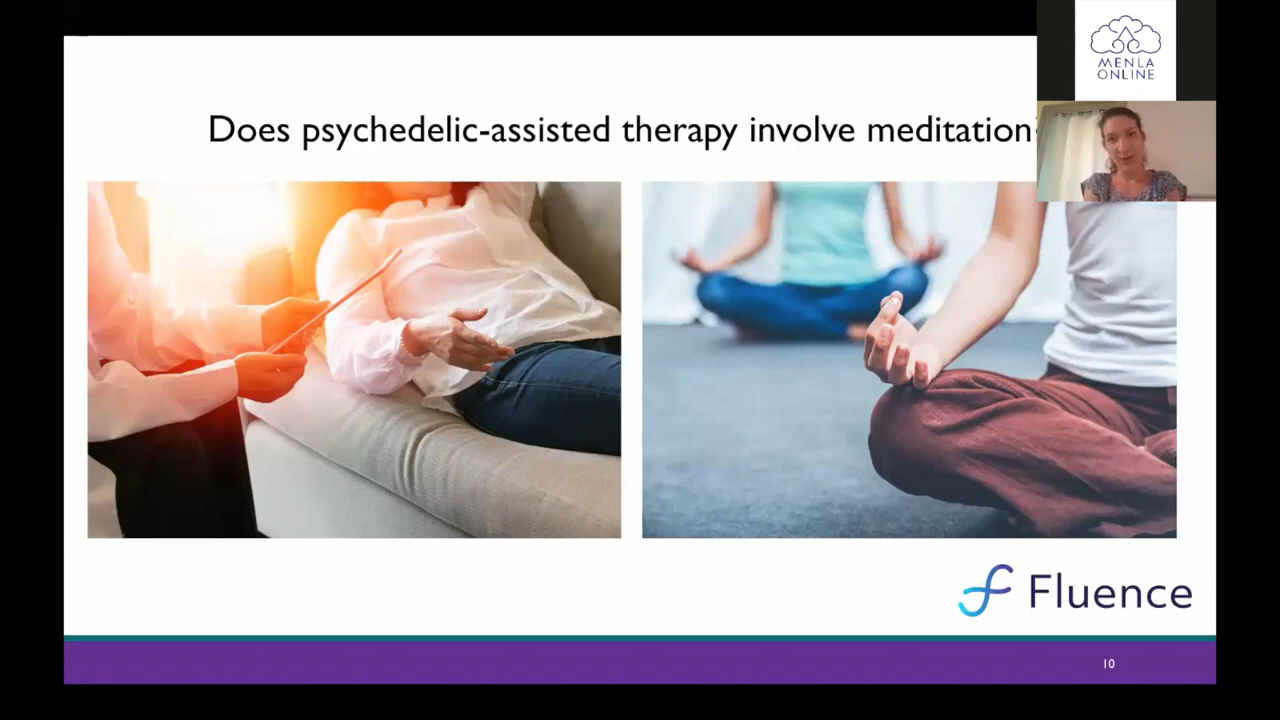 MENLA
ONLINE
Does psychedelic-assisted therapy involve meditation
Fluence
10